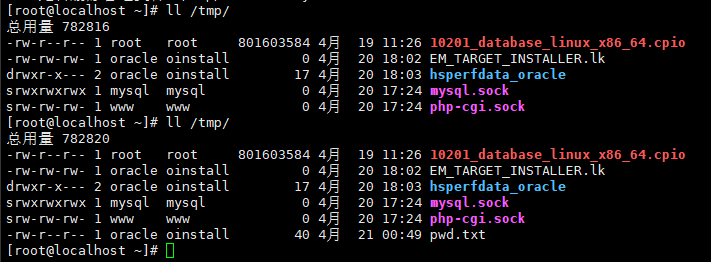 [root@localhost ~]# ll /tmp/
总用量 782816
-rw-r--r-- 1 root   root     801603584 4月  19 11:26 10201_database_linux_x86_64.cpio
-rw-r--r-- 1 oracle oinstall         0 4月  20 18:02 EM_TARGET_INSTALLER.lk
drwxr-x--- 2 oracle oinstall        17 4月  20 18:03 hsperfdata_oracle
srwxrwxrwx 1 mysql  mysql            0 4月  20 17:24 mysql.sock
srw-rw-rw- 1 www    www              0 4月  20 17:24 php-cgi.sock
[root@localhost ~]# ll /tmp/
总用量 782820
-rw-r--r-- 1 root   root     801603584 4月  19 11:26 10201_database_linux_x86_64.cpio
-rw-r--r-- 1 oracle oinstall         0 4月  20 18:02 EM_TARGET_INSTALLER.lk
drwxr-x--- 2 oracle oinstall        17 4月  20 18:03 hsperfdata_oracle
srwxrwxrwx 1 mysql  mysql            0 4月  20 17:24 mysql.sock
srw-rw-rw- 1 www    www              0 4月  20 17:24 php-cgi.sock
-rw-r--r-- 1 oracle oinstall        40 4月  21 00:49 pwd.txt
[root@localhost ~]#